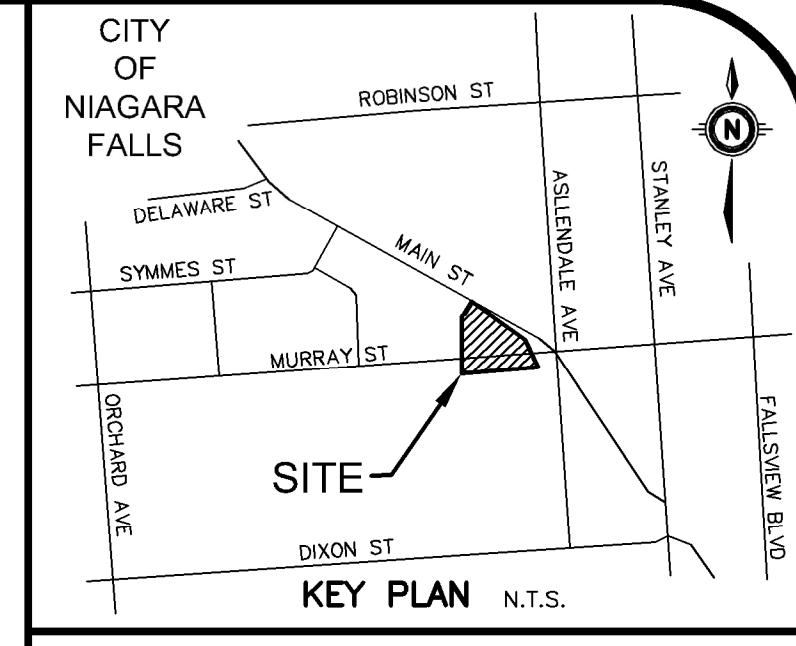 CITY
OF
NIAGARA
FALLS
ROBINSON ST
N
DELAWARE ST
ASLLENDALE AVE
STANLEY AVE
MAIN ST
SYMMES ST
MURRAY ST
ORCHARD AVE
FALLSVIEW BLVD
SITE
DIXON ST
KEY PLAN N.T.S.